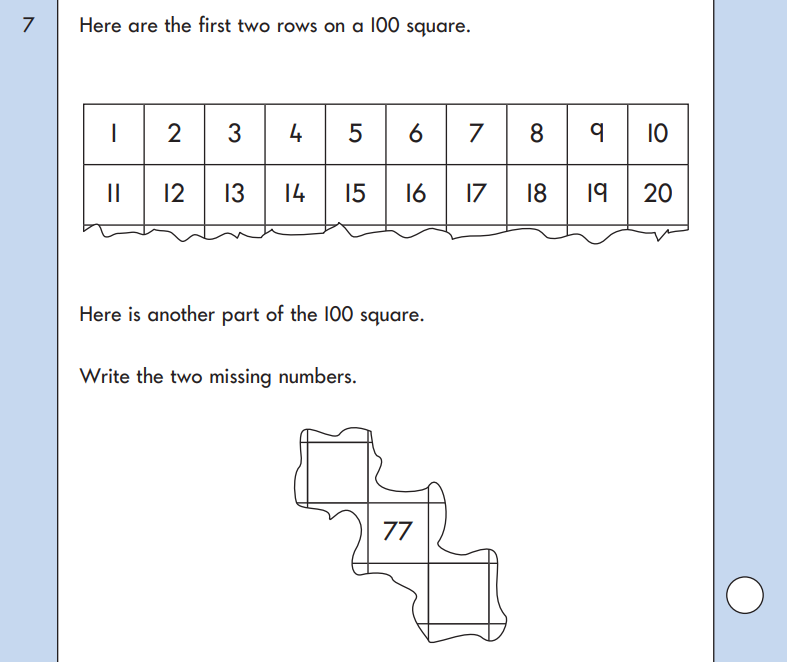 7 Here are the first two rows on a 100 square.
1 2 3 4 5 6 7 8 9 10
11 12 13 14 15 16 17 18 19 20
Here is another part of the 100 square.
Write the two missing numbers.
77